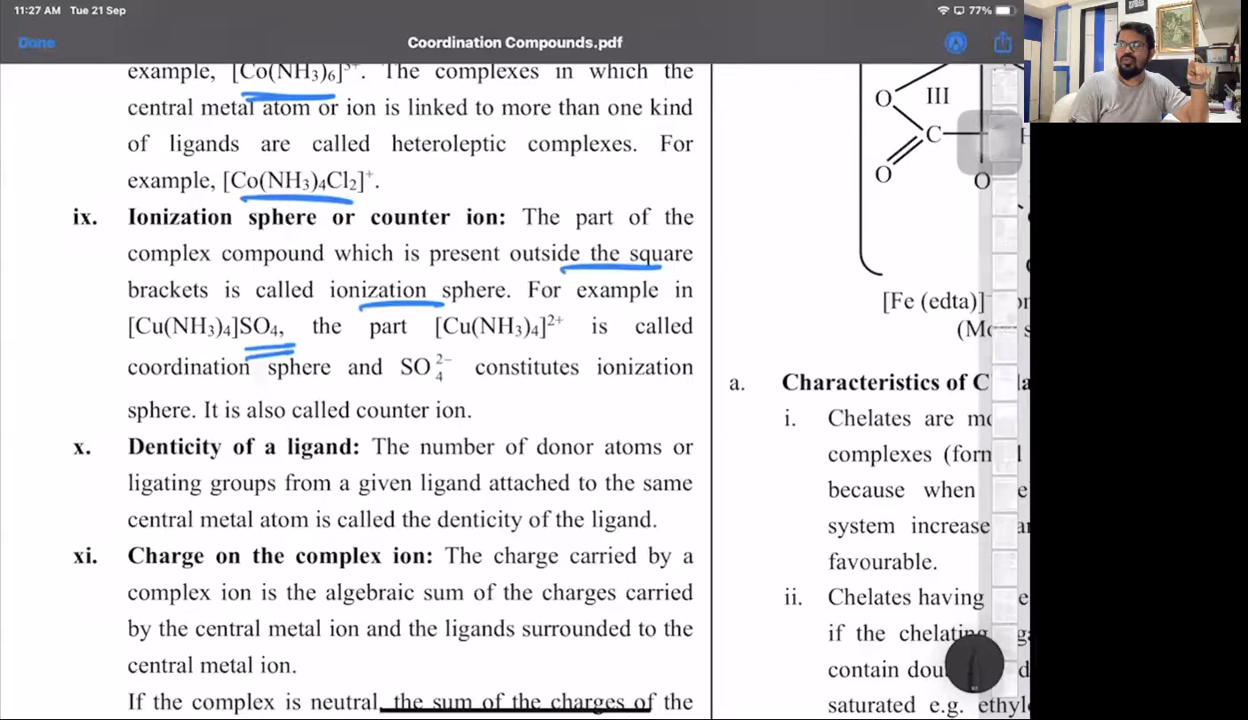 11:27 AM Tue 21 Sep
77%
Done
Coordination Compounds.pdf
example, [Co(NH₃)₆]³⁺. The complexes in which the
central metal atom or ion is linked to more than one kind
of ligands are called heteroleptic complexes. For
example, [Co(NH₃)₄Cl₂]⁺.
ix. Ionization sphere or counter ion: The part of the
complex compound which is present outside the square
brackets is called ionization sphere. For example in
[Cu(NH₃)₄]SO₄, the part [Cu(NH₃)₄]²⁺ is called
coordination sphere and SO₄²⁻ constitutes ionization
sphere. It is also called counter ion.
x. Denticity of a ligand: The number of donor atoms or
ligating groups from a given ligand attached to the same
central metal atom is called the denticity of the ligand.
xi. Charge on the complex ion: The charge carried by a
complex ion is the algebraic sum of the charges carried
by the central metal ion and the ligands surrounded to the
central metal ion.
If the complex is neutral, the sum of the charges of the
O III
C
O O
[Fe (edta)]⁻
a. Characteristics of C
i. Chelates are
complexes
because when
system increase
favourable.
ii. Chelates having
if the chelating
contain
saturated e.g.